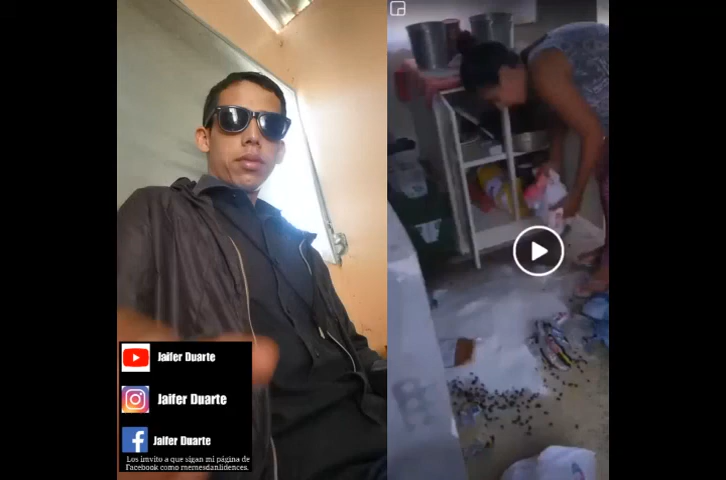 Jaifer Duarte
Jaifer Duarte
Jaifer Duarte
Los invito a que sigan mi página de
Facebook como memesdanlidences.